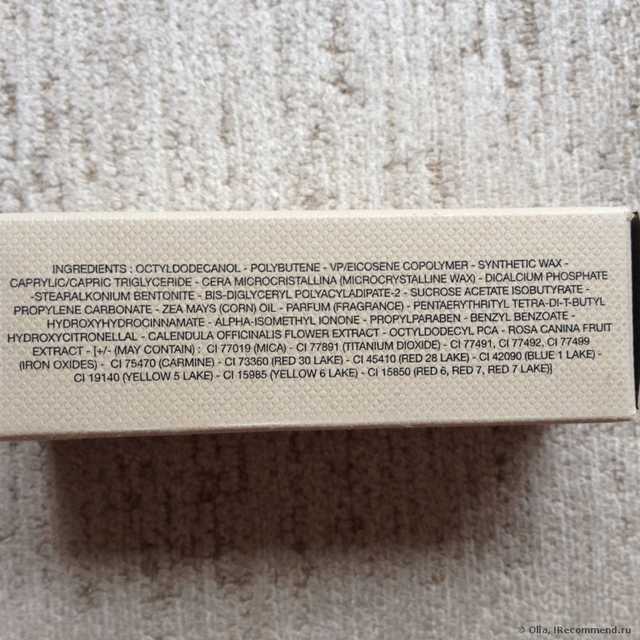 INGREDIENTS : OCTYLDODECANOL - POLYBUTENE - VP/EICOSENE COPOLYMER - SYNTHETIC WAX -
CAPRYLIC/CAPRIC TRIGLYCERIDE - CERA MICROCRISTALLINA (MICROCRYSTALLINE WAX) - DICALCIUM PHOSPHATE
-STEARALKONIUM BENTONITE - BIS-DIGLYCERYL POLYACYLADIPATE-2 - SUCROSE ACETATE ISOBUTYRATE -
PROPYLENE CARBONATE - ZEA MAYS (CORN) OIL - PARFUM (FRAGRANCE) - PENTAERYTHRITYL TETRA-DI-T-BUTYL
HYDROXYHYDROCINNAMATE - ALPHA-ISOMETHYL IONONE - PROPYLPARABEN - BENZYL BENZOATE -
HYDROXYCITRONELLAL - CALENDULA OFFICINALIS FLOWER EXTRACT - OCTYLDODECYL PCA - ROSA CANINA FRUIT
EXTRACT - [+/- (MAY CONTAIN) : CI 77019 (MICA) - CI 77891 (TITANIUM DIOXIDE) - CI 77491, CI 77492, CI 77499
(IRON OXIDES) - CI 75470 (CARMINE) - CI 73360 (RED 30 LAKE) - CI 45410 (RED 28 LAKE) - CI 42090 (BLUE 1 LAKE) -
CI 19140 (YELLOW 5 LAKE) - CI 15985 (YELLOW 6 LAKE) - CI 15850 (RED 6, RED 7, RED 7 LAKE)]
© Olla, IRecommend.ru